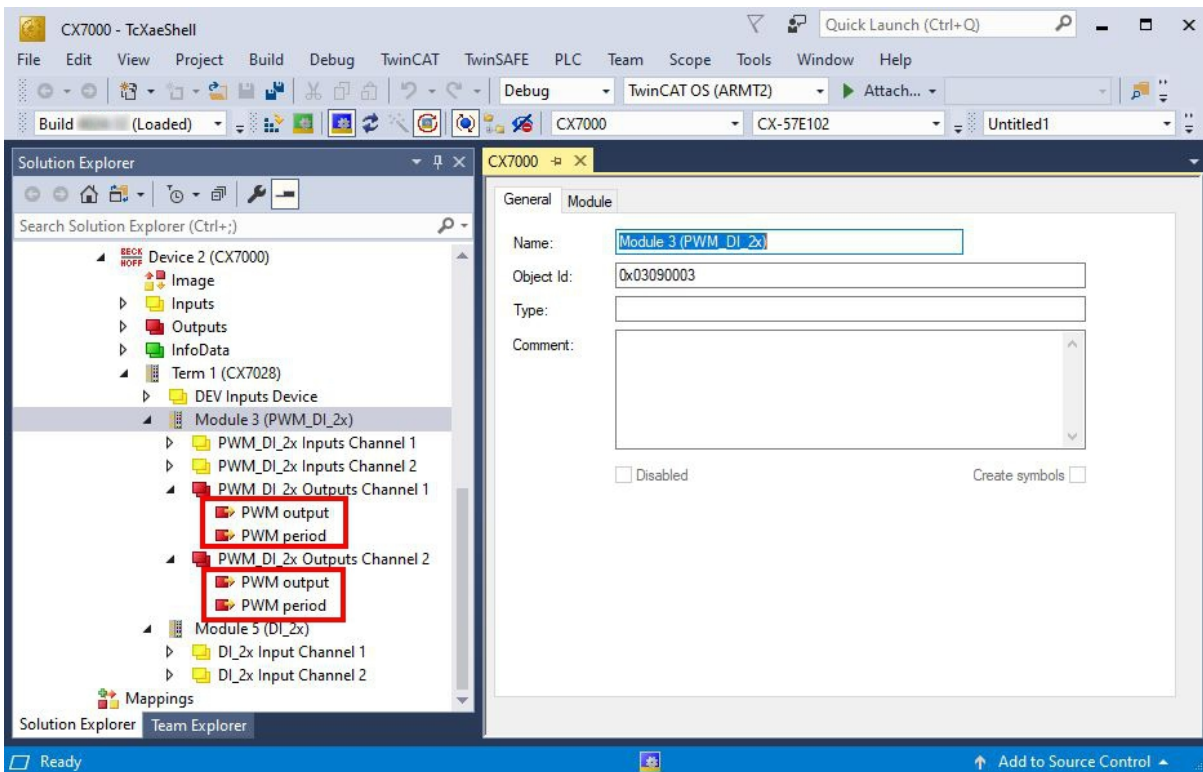 CX7000 - TcXaeShell
Quick Launch (Ctrl+Q)
File Edit View Project Build Debug TwinCAT TwinSAFE PLC Team Scope Tools Window Help
Debug TwinCAT OS (ARMT2) Attach...
Build (Loaded) CX7000 CX-57E102 Untitled1
Solution Explorer
CX7000
Search Solution Explorer (Ctrl+;)
BECKHOFF Device 2 (CX7000)
Image
Inputs
Outputs
InfoData
Term 1 (CX7028)
DEV Inputs Device
Module 3 (PWM_DI_2x)
PWM_DI_2x Inputs Channel 1
PWM_DI_2x Inputs Channel 2
PWM_DI_2x Outputs Channel 1
PWM output
PWM period
PWM_DI_2x Outputs Channel 2
PWM output
PWM period
Module 5 (DI_2x)
DI_2x Input Channel 1
DI_2x Input Channel 2
Mappings
Solution Explorer Team Explorer
General Module
Name: Module 3 (PWM_DI_2x)
Object Id: 0x03090003
Type:
Comment:
Disabled Create symbols
Ready
Add to Source Control